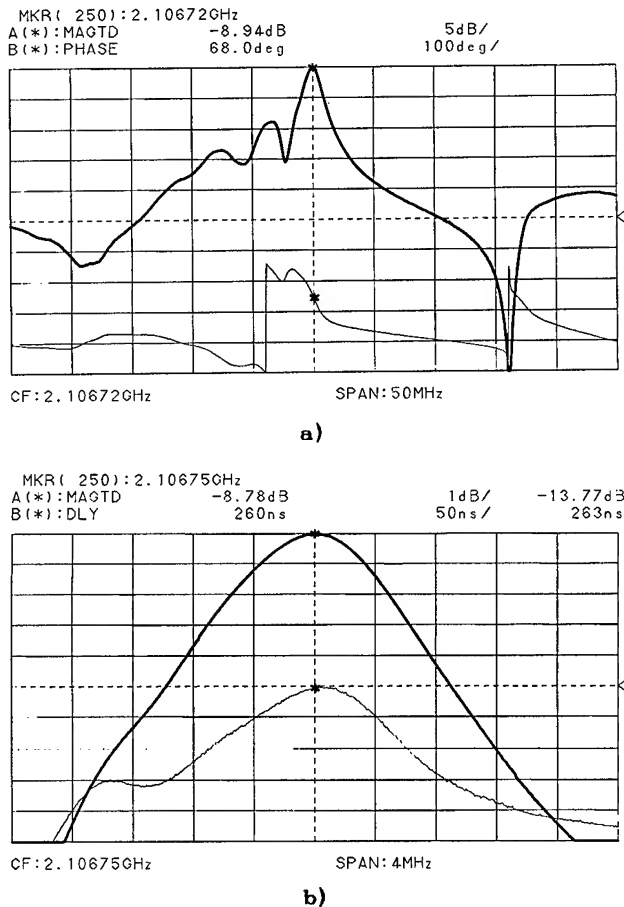 MKR( 250):2.10672GHz
A(*):MAGTD -8.94dB 5dB/
B(*):PHASE 68.0deg 100deg/
CF:2.10672GHz SPAN:50MHz
a)
MKR( 250):2.10675GHz
A(*):MAGTD -8.78dB 1dB/ -13.77dB
B(*):DLY 260ns 50ns/ 263ns
CF:2.10675GHz SPAN:4MHz
b)